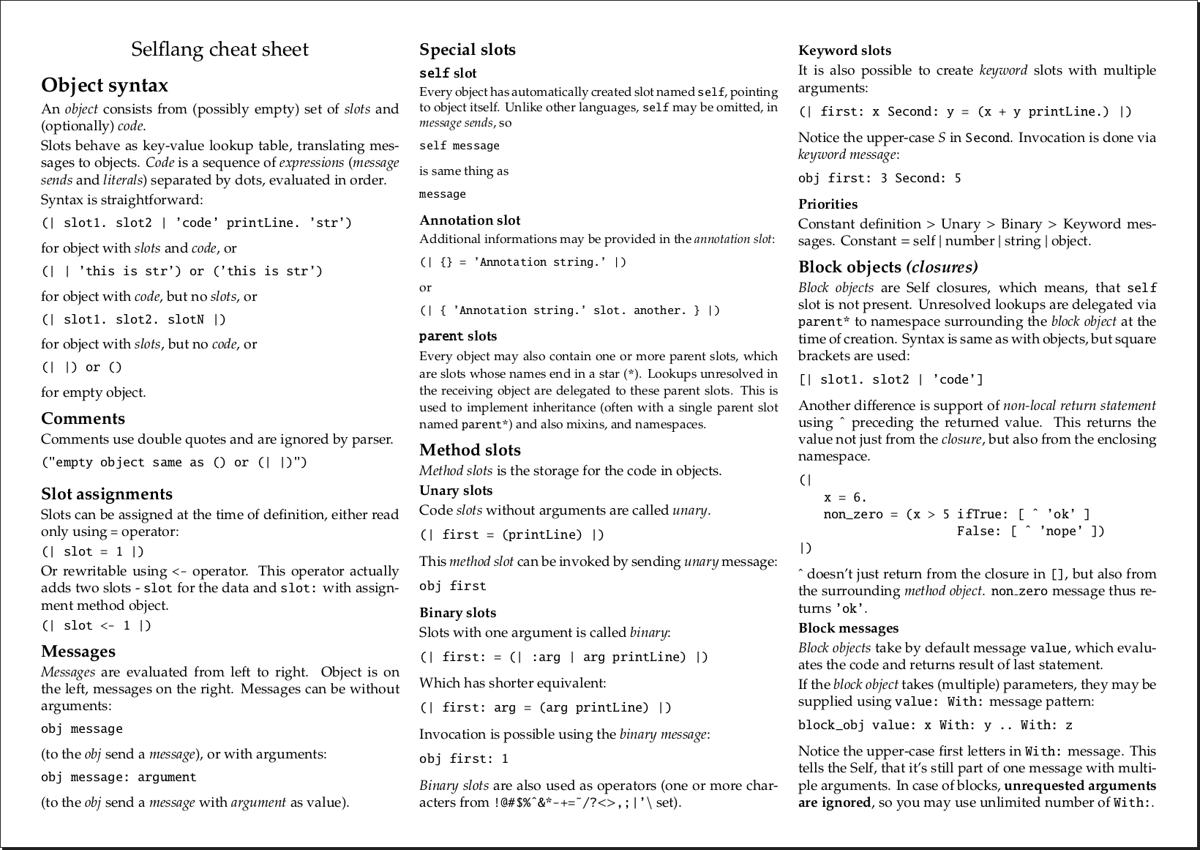 Selflang cheat sheet
Object syntax
An object consists from (possibly empty) set of slots and
(optionally) code.
Slots behave as key-value lookup table, translating mes-
sages to objects. Code is a sequence of expressions (message
sends and literals) separated by dots, evaluated in order.
Syntax is straightforward:
(| slot1. slot2 | 'code' printLine. 'str')
for object with slots and code, or
(| | 'this is str') or ('this is str')
for object with code, but no slots, or
(| slot1. slot2. slotN |)
for object with slots, but no code, or
(| |) or ()
for empty object.
Comments
Comments use double quotes and are ignored by parser.
("empty object same as () or (| |)")
Slot assignments
Slots can be assigned at the time of definition, either read
only using = operator:
(| slot = 1 |)
Or rewritable using <- operator. This operator actually
adds two slots - slot for the data and slot: with assign-
ment method object.
(| slot <- 1 |)
Messages
Messages are evaluated from left to right. Object is on
the left, messages on the right. Messages can be without
arguments:
obj message
(to the obj send a message), or with arguments:
obj message: argument
(to the obj send a message with argument as value).
Special slots
self slot
Every object has automatically created slot named self, pointing
to object itself. Unlike other languages, self may be omitted, in
message sends, so
self message
is same thing as
message
Annotation slot
Additional informations may be provided in the annotation slot:
(| {} = 'Annotation string.' |)
or
(| { 'Annotation string.' slot. another. } |)
parent slots
Every object may also contain one or more parent slots, which
are slots whose names end in a star (*). Lookups unresolved in
the receiving object are delegated to these parent slots. This is
used to implement inheritance (often with a single parent slot
named parent*) and also mixins, and namespaces.
Method slots
Method slots is the storage for the code in objects.
Unary slots
Code slots without arguments are called unary.
(| first = (printLine) |)
This method slot can be invoked by sending unary message:
obj first
Binary slots
Slots with one argument is called binary:
(| first: = (| :arg | arg printLine) |)
Which has shorter equivalent:
(| first: arg = (arg printLine) |)
Invocation is possible using the binary message:
obj first: 1
Binary slots are also used as operators (one or more char-
acters from !@#$%ˆ&*-+=˜/?<>,;|'\ set).
Keyword slots
It is also possible to create keyword slots with multiple
arguments:
(| first: x Second: y = (x + y printLine.) |)
Notice the upper-case S in Second. Invocation is done via
keyword message:
obj first: 3 Second: 5
Priorities
Constant definition > Unary > Binary > Keyword mes-
sages. Constant = self | number | string | object.
Block objects (closures)
Block objects are Self closures, which means, that self
slot is not present. Unresolved lookups are delegated via
parent* to namespace surrounding the block object at the
time of creation. Syntax is same as with objects, but square
brackets are used:
[| slot1. slot2 | 'code']
Another difference is support of non-local return statement
using ˆ preceding the returned value. This returns the
value not just from the closure, but also from the enclosing
namespace.
(|
x = 6.
non_zero = (x > 5 ifTrue: [ ˆ 'ok' ]
False: [ ˆ 'nope' ])
|)
ˆ doesn't just return from the closure in [], but also from
the surrounding method object. non_zero message thus re-
turns 'ok'.
Block messages
Block objects take by default message value, which evalu-
ates the code and returns result of last statement.
If the block object takes (multiple) parameters, they may be
supplied using value: With: message pattern:
block_obj value: x With: y .. With: z
Notice the upper-case first letters in With: message. This
tells the Self, that it's still part of one message with multi-
ple arguments. In case of blocks, unrequested arguments
are ignored, so you may use unlimited number of With:.